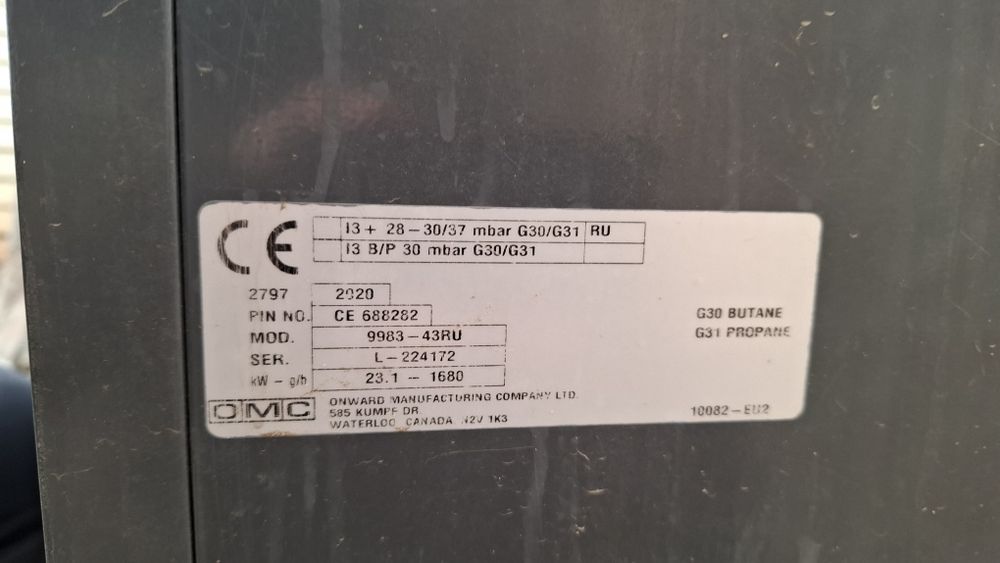 CE
I3+ 28-30/37 mbar G30/G31 RU
I3 B/P 30 mbar G30/G31
2797 2020
PIN NO. CE 688282
MOD. 9983-43RU
SER. L-224172
kW - g/h 23.1 - 1680
G30 BUTANE
G31 PROPANE
OMC
ONWARD MANUFACTURING COMPANY LTD.
585 KUMPF DR.
WATERLOO, CANADA N2V 1K3
10082-EU2